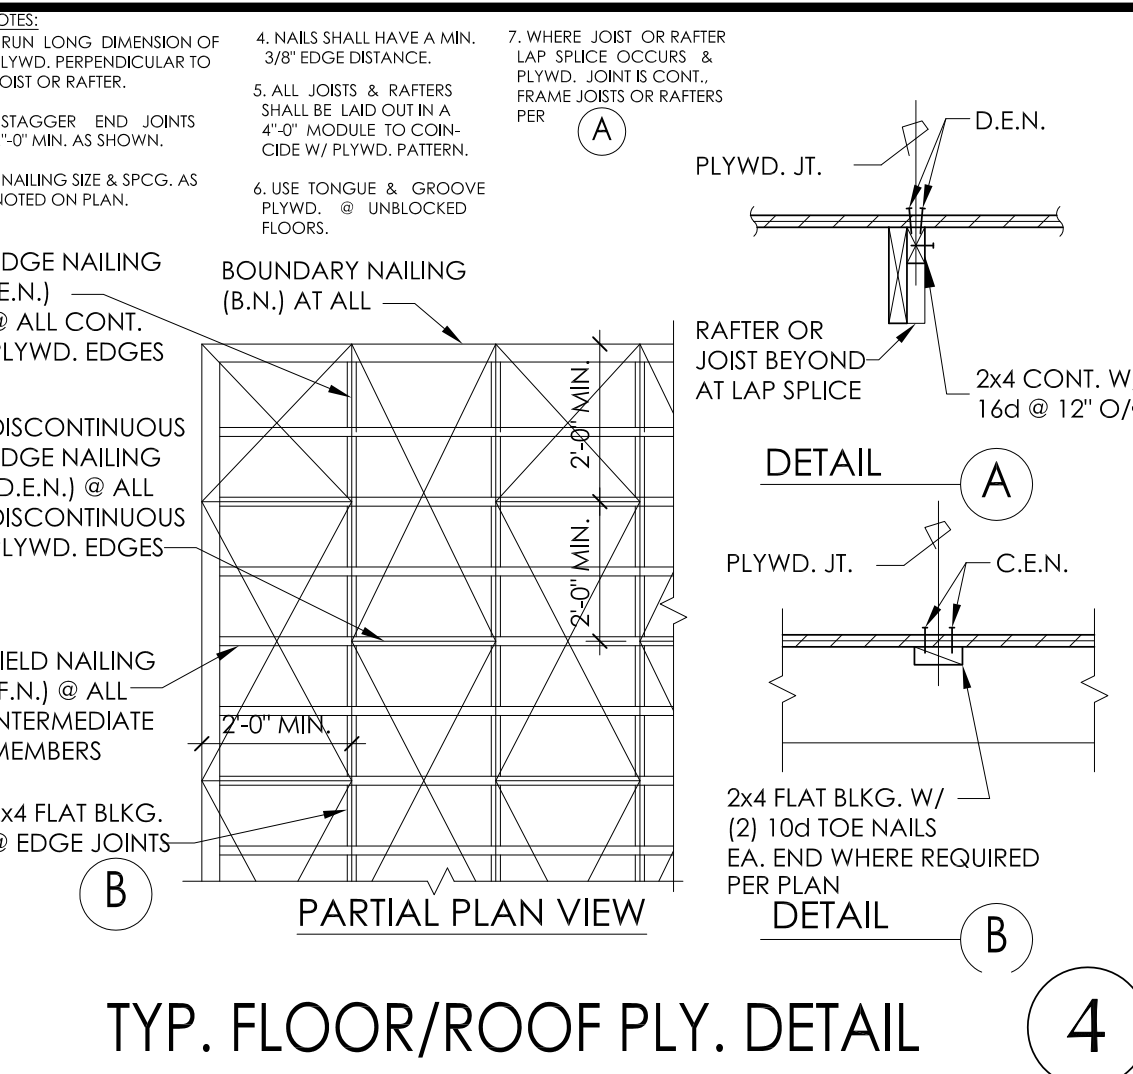 OTES:
RUN LONG DIMENSION OF
LYWD. PERPENDICULAR TO
OIST OR RAFTER.
STAGGER END JOINTS
'-0" MIN. AS SHOWN.
NAILING SIZE & SPCG. AS
NOTED ON PLAN.
4. NAILS SHALL HAVE A MIN.
3/8" EDGE DISTANCE.
5. ALL JOISTS & RAFTERS
SHALL BE LAID OUT IN A
4"-0" MODULE TO COIN-
CIDE W/ PLYWD. PATTERN.
6. USE TONGUE & GROOVE
PLYWD. @ UNBLOCKED
FLOORS.
7. WHERE JOIST OR RAFTER
LAP SPLICE OCCURS &
PLYWD. JOINT IS CONT.,
FRAME JOISTS OR RAFTERS
PER
A
DGE NAILING
E.N.)
@ ALL CONT.
PLYWD. EDGES
BOUNDARY NAILING
(B.N.) AT ALL
DISCONTINUOUS
DGE NAILING
D.E.N.) @ ALL
DISCONTINUOUS
PLYWD. EDGES
IELD NAILING
F.N.) @ ALL
NTERMEDIATE
MEMBERS
x4 FLAT BLKG.
@ EDGE JOINTS
B
2'-0" MIN.
2'-0" MIN.
2'-0" MIN.
PARTIAL PLAN VIEW
D.E.N.
PLYWD. JT.
RAFTER OR
JOIST BEYOND
AT LAP SPLICE
2x4 CONT. W/
16d @ 12" O/
DETAIL
A
PLYWD. JT.
C.E.N.
2x4 FLAT BLKG. W/
(2) 10d TOE NAILS
EA. END WHERE REQUIRED
PER PLAN
DETAIL
B
TYP. FLOOR/ROOF PLY. DETAIL
4